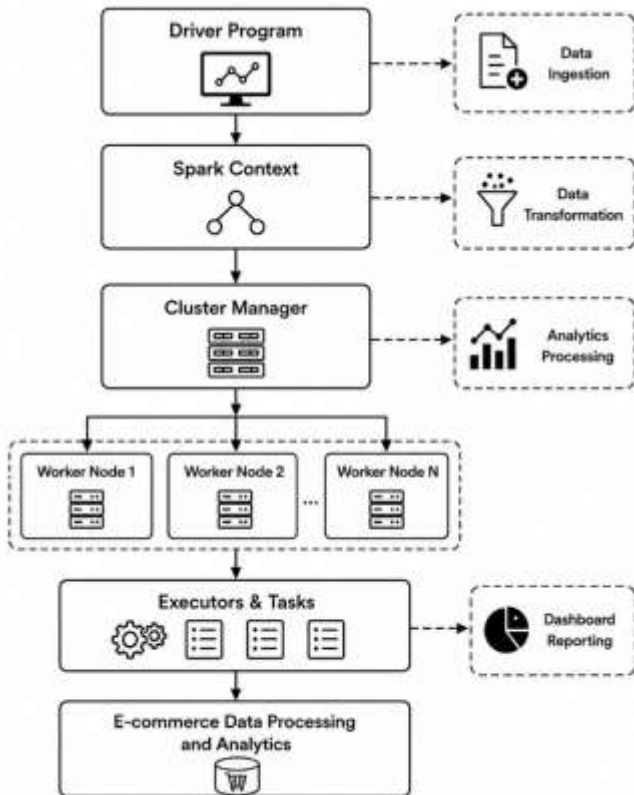 Driver Program
Data
Ingestion
Spark Context
Data
Transformation
Cluster Manager
Analytics
Processing
Worker Node 1
Worker Node 2
...
Worker Node N
Executors & Tasks
Dashboard
Reporting
E-commerce Data Processing
and Analytics